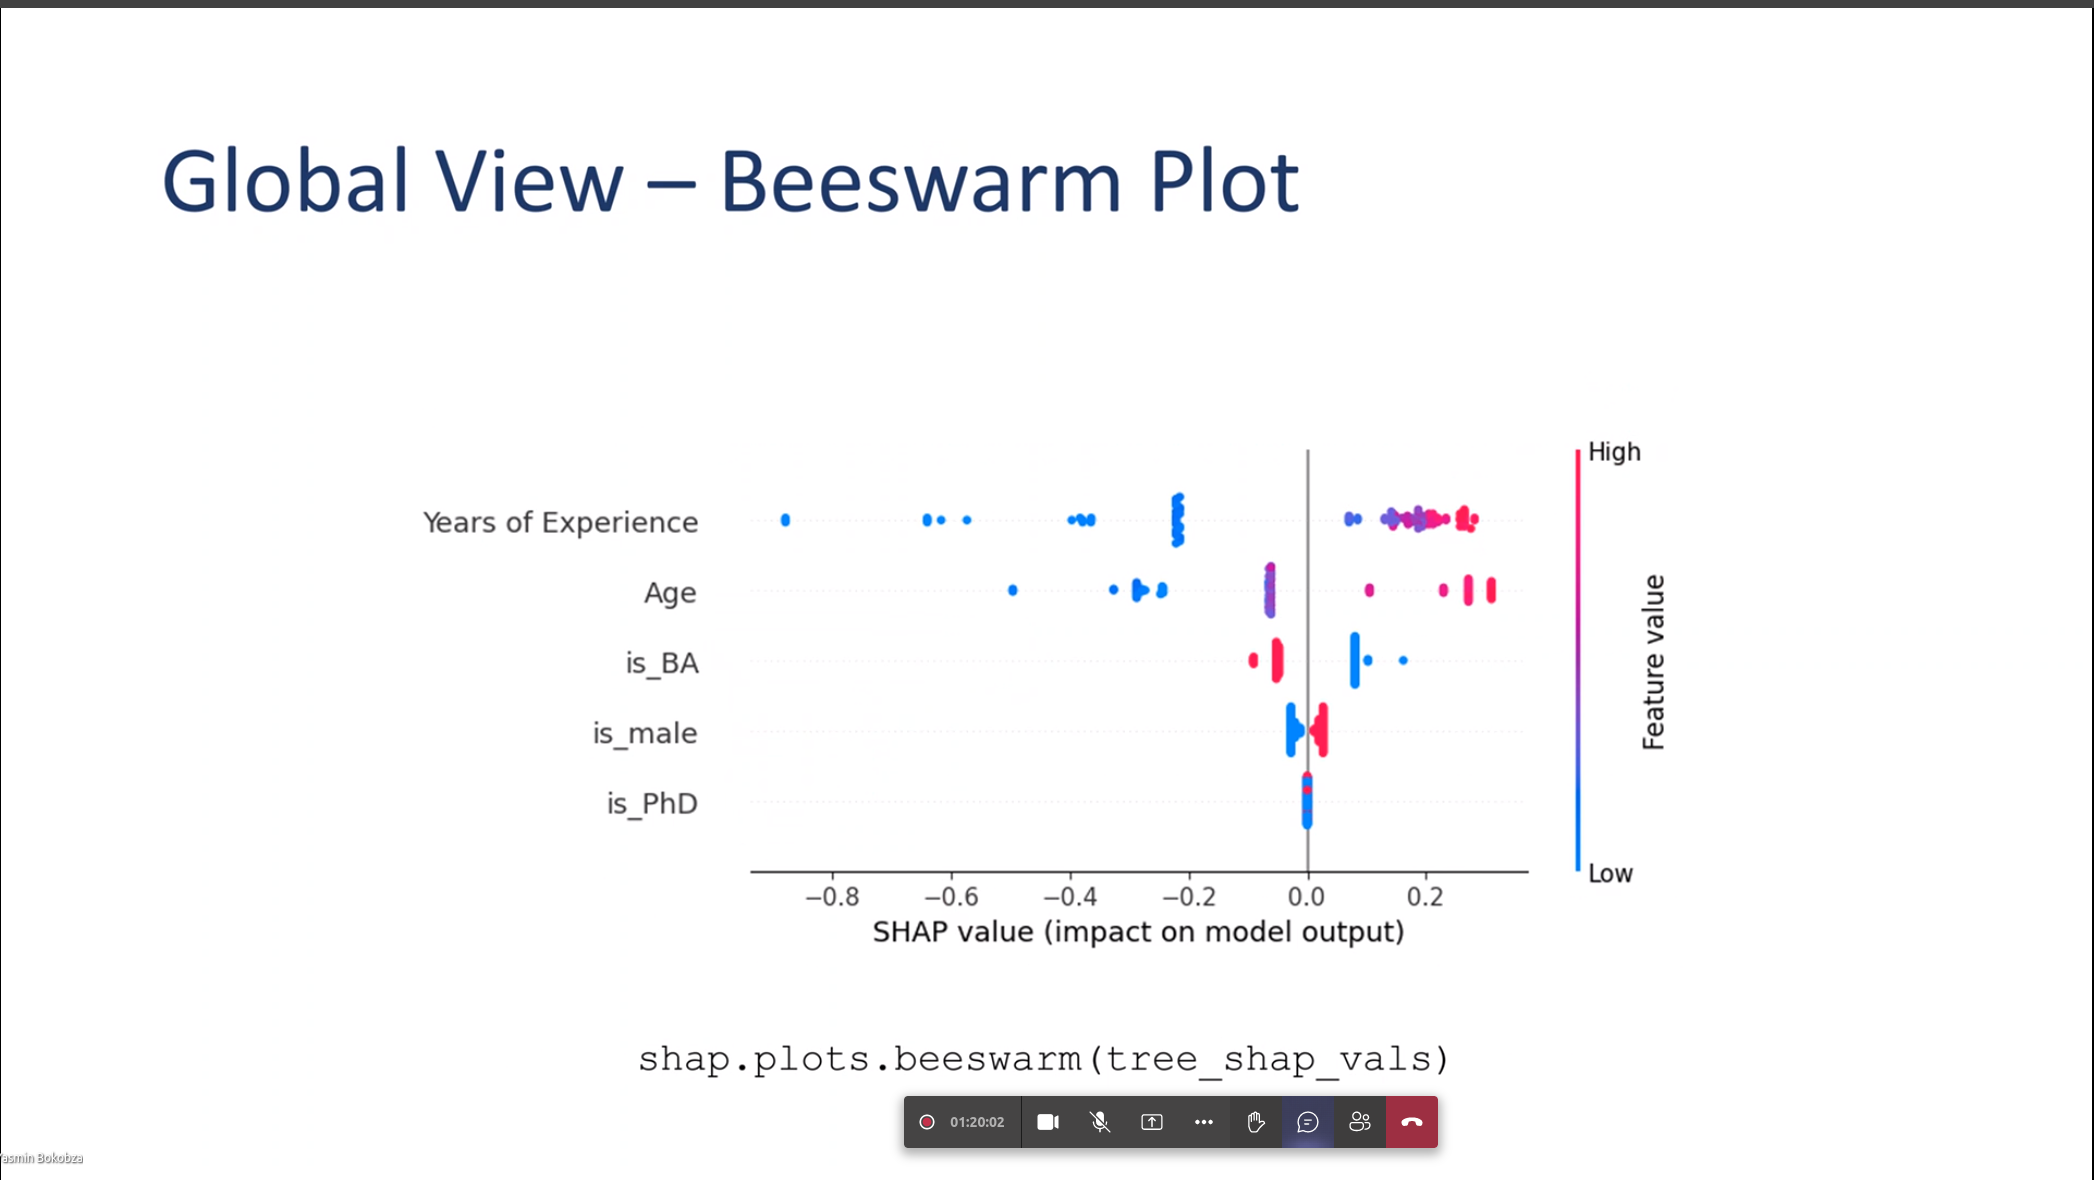 Global View – Beeswarm Plot
High
Years of Experience
Age
is_BA
is_male
is_PhD
Feature value
Low
−0.8 −0.6 −0.4 −0.2 0.0 0.2
SHAP value (impact on model output)
shap.plots.beeswarm(tree_shap_vals)
01:20:02
Yasmin Bokobza